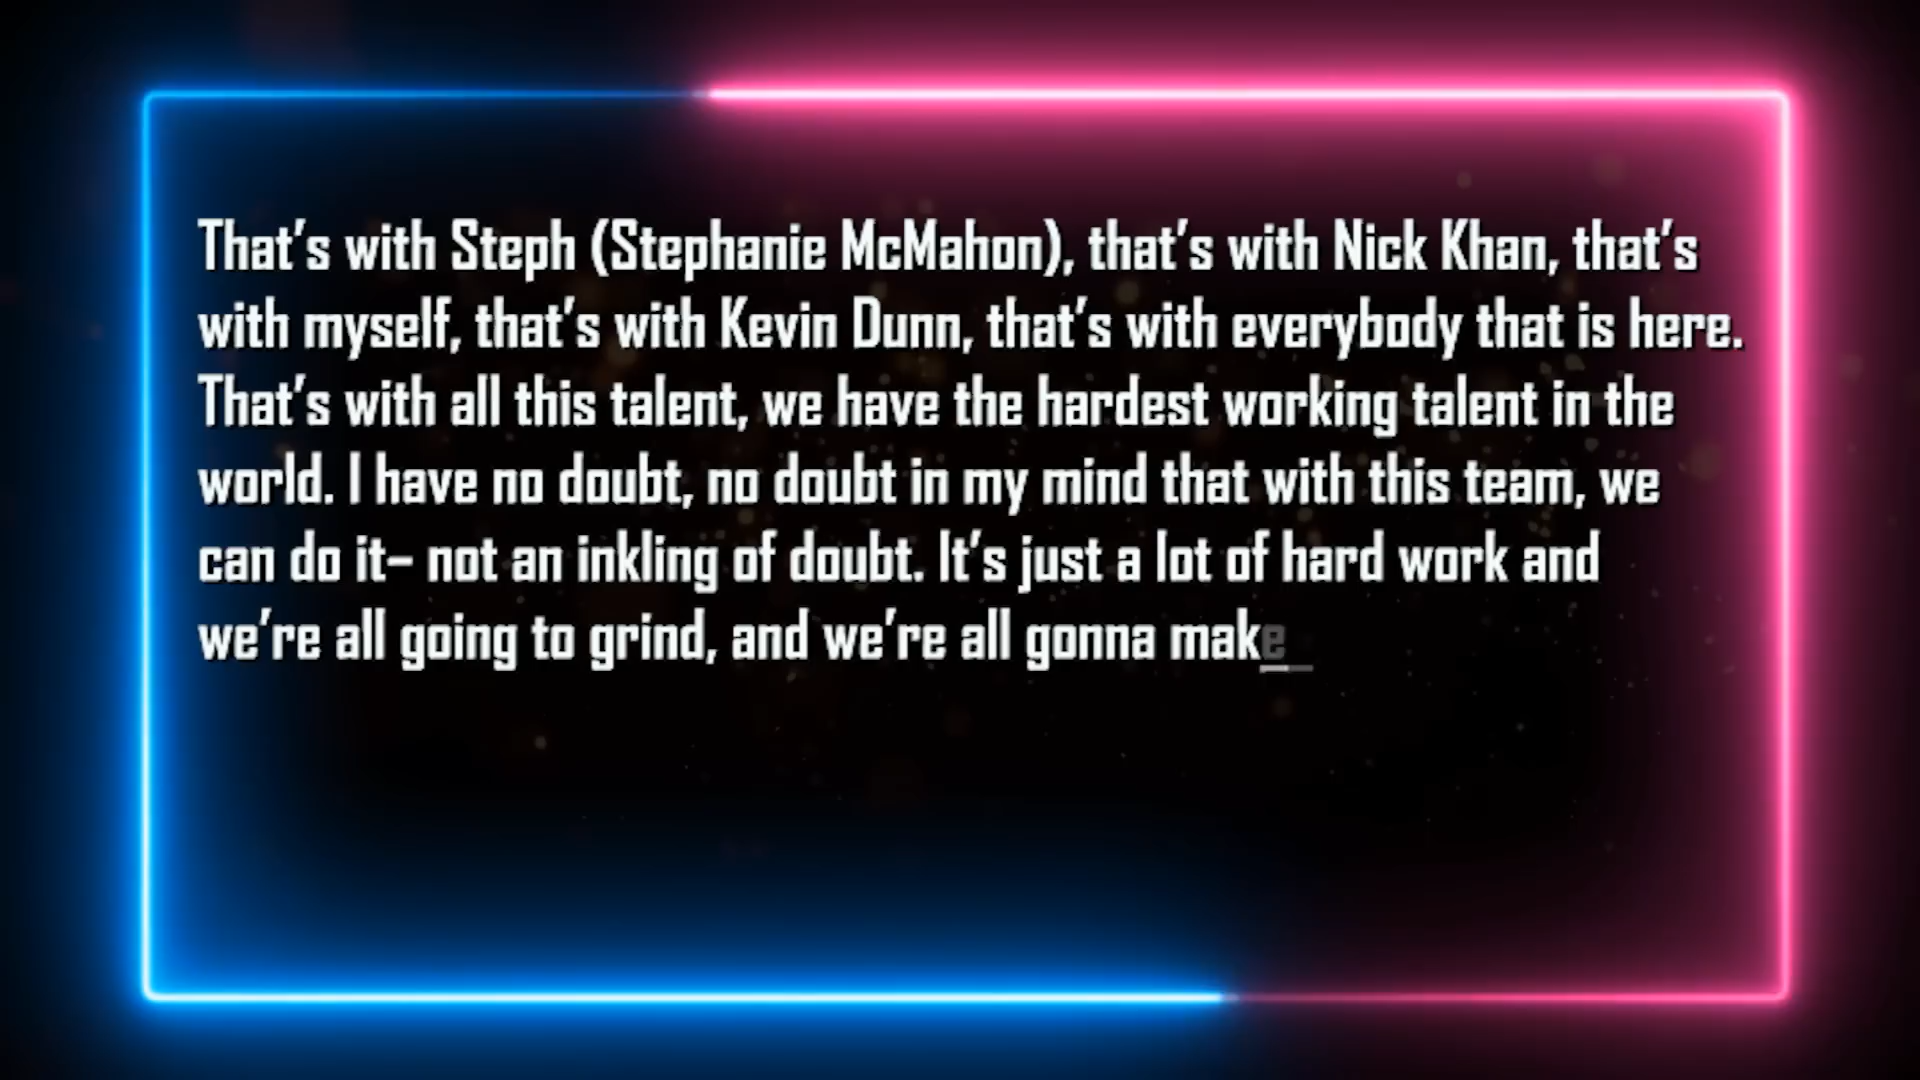 That's with Steph (Stephanie McMahon), that's with Nick Khan, that's
with myself, that's with Kevin Dunn, that's with everybody that is here.
That's with all this talent, we have the hardest working talent in the
world. I have no doubt, no doubt in my mind that with this team, we
can do it– not an inkling of doubt. It's just a lot of hard work and
we're all going to grind, and we're all gonna make_